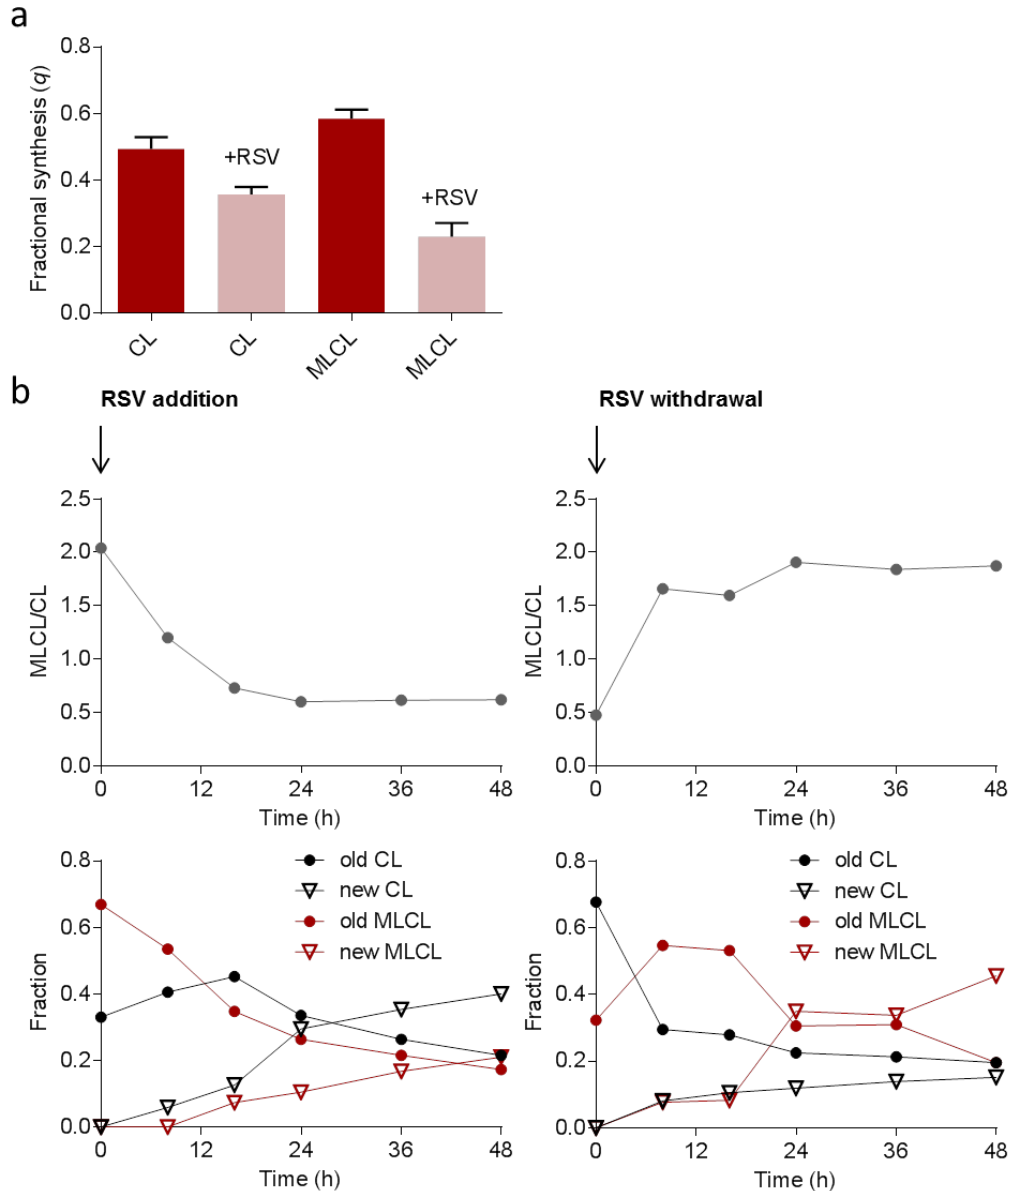 a
Fractional synthesis (q)
0.8
0.6
0.4
0.2
0.0
+RSV
+RSV
CL
CL
MLCL
MLCL
b
RSV addition
RSV withdrawal
MLCL/CL
2.5
2.0
1.5
1.0
0.5
0.0
0
12
24
36
48
Time (h)
MLCL/CL
2.5
2.0
1.5
1.0
0.5
0.0
0
12
24
36
48
Time (h)
Fraction
0.8
0.6
0.4
0.2
0.0
old CL
new CL
old MLCL
new MLCL
0
12
24
36
48
Time (h)
Fraction
0.8
0.6
0.4
0.2
0.0
old CL
new CL
old MLCL
new MLCL
0
12
24
36
48
Time (h)